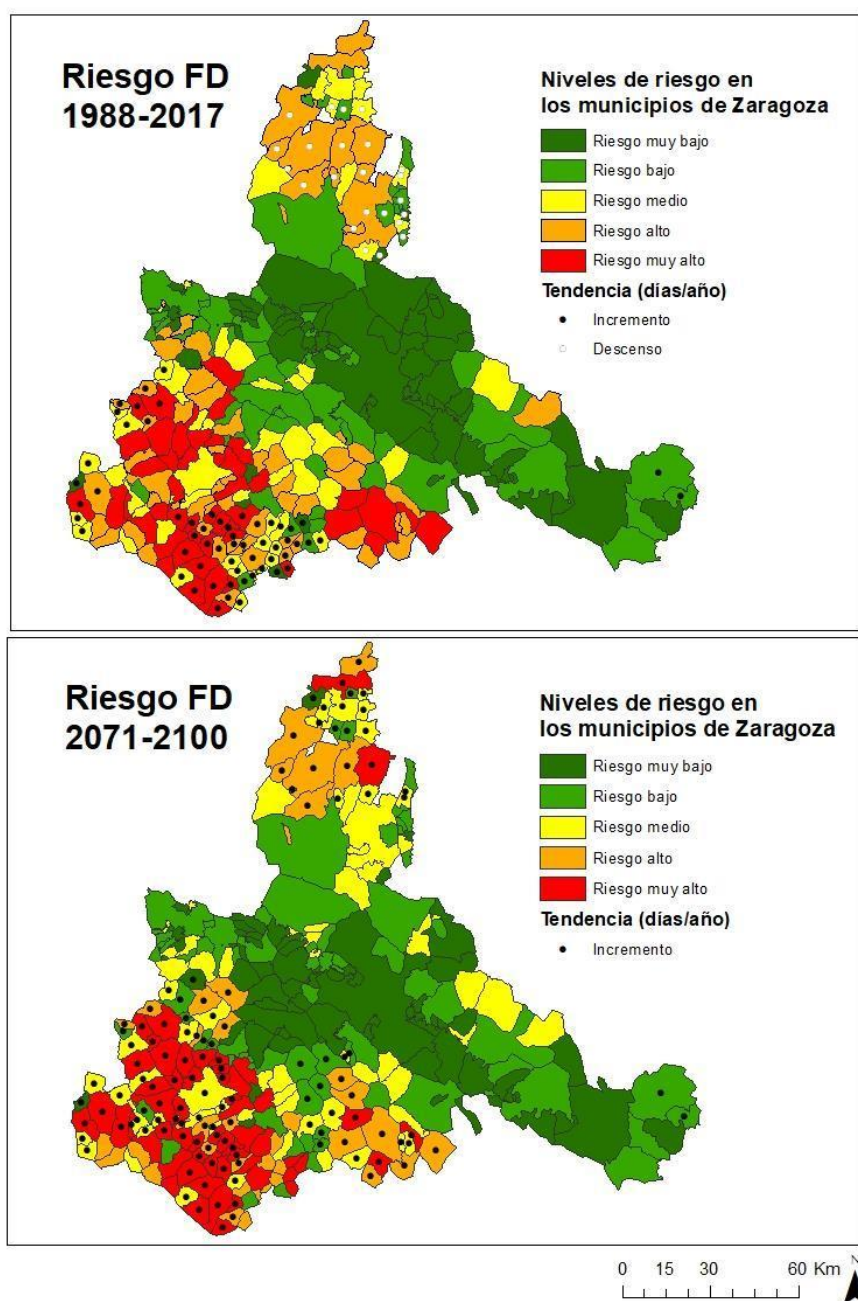 Riesgo FD
1988-2017
Niveles de riesgo en
los municipios de Zaragoza
Riesgo muy bajo
Riesgo bajo
Riesgo medio
Riesgo alto
Riesgo muy alto
Tendencia (días/año)
Incremento
Descenso
Riesgo FD
2071-2100
Niveles de riesgo en
los municipios de Zaragoza
Riesgo muy bajo
Riesgo bajo
Riesgo medio
Riesgo alto
Riesgo muy alto
Tendencia (días/año)
Incremento
0 15 30 60 Km
N